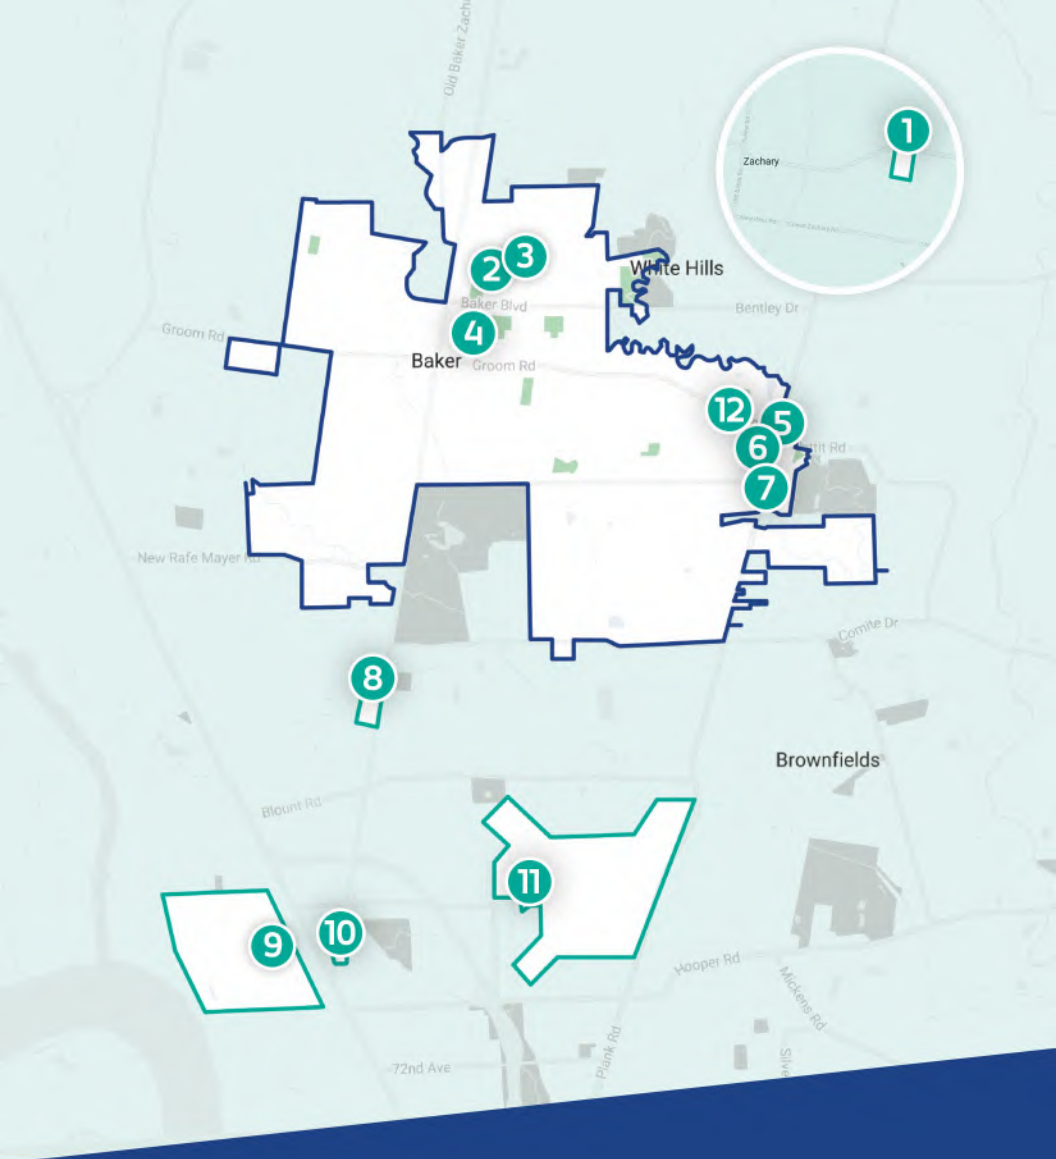 Old Baker Zacha
1
Zachary
2
3
White Hills
Baker Blvd
Bentley Dr
Groom Rd
4
Baker
Groom Rd
12
5
6
7
New Rafe Mayer Rd
Comite Dr
8
Brownfields
Blount Rd
11
9
10
Hooper Rd
Mickens Rd
Plank Rd
72nd Ave